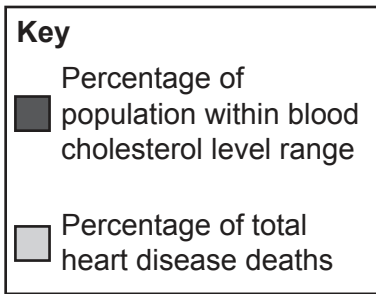 Key
Percentage of
population within blood
cholesterol level range
Percentage of total
heart disease deaths